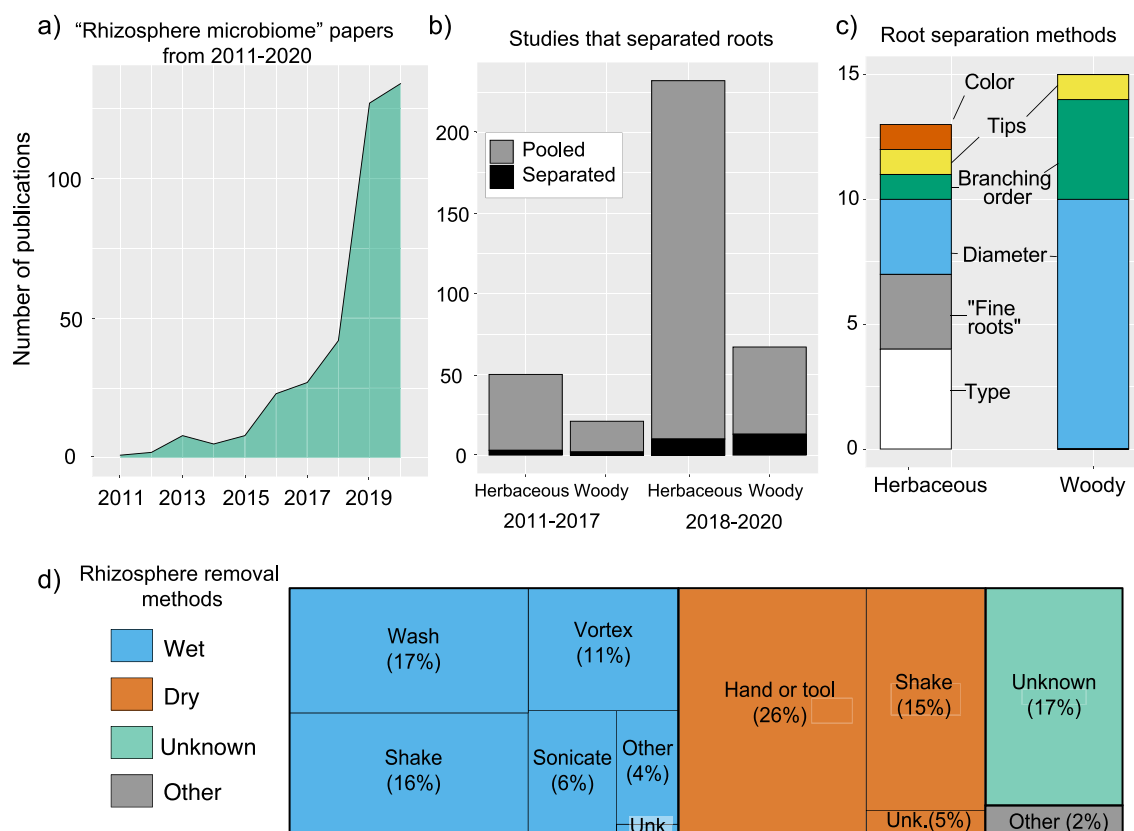 a)
“Rhizosphere microbiome” papers
from 2011-2020
Number of publications
100
50
0
2011
2013
2015
2017
2019
b)
Studies that separated roots
200
150
100
50
0
Pooled
Separated
Herbaceous
Woody
Herbaceous
Woody
2011-2017
2018-2020
c)
Root separation methods
15
10
5
0
Color
Tips
Branching
order
Diameter
"Fine
roots"
Type
Herbaceous
Woody
d)
Rhizosphere removal
methods
Wet
Dry
Unknown
Other
Wash
(17%)
Vortex
(11%)
Shake
(16%)
Sonicate
(6%)
Other
(4%)
Unk
Hand or tool
(26%)
Shake
(15%)
Unk.(5%)
Unknown
(17%)
Other (2%)